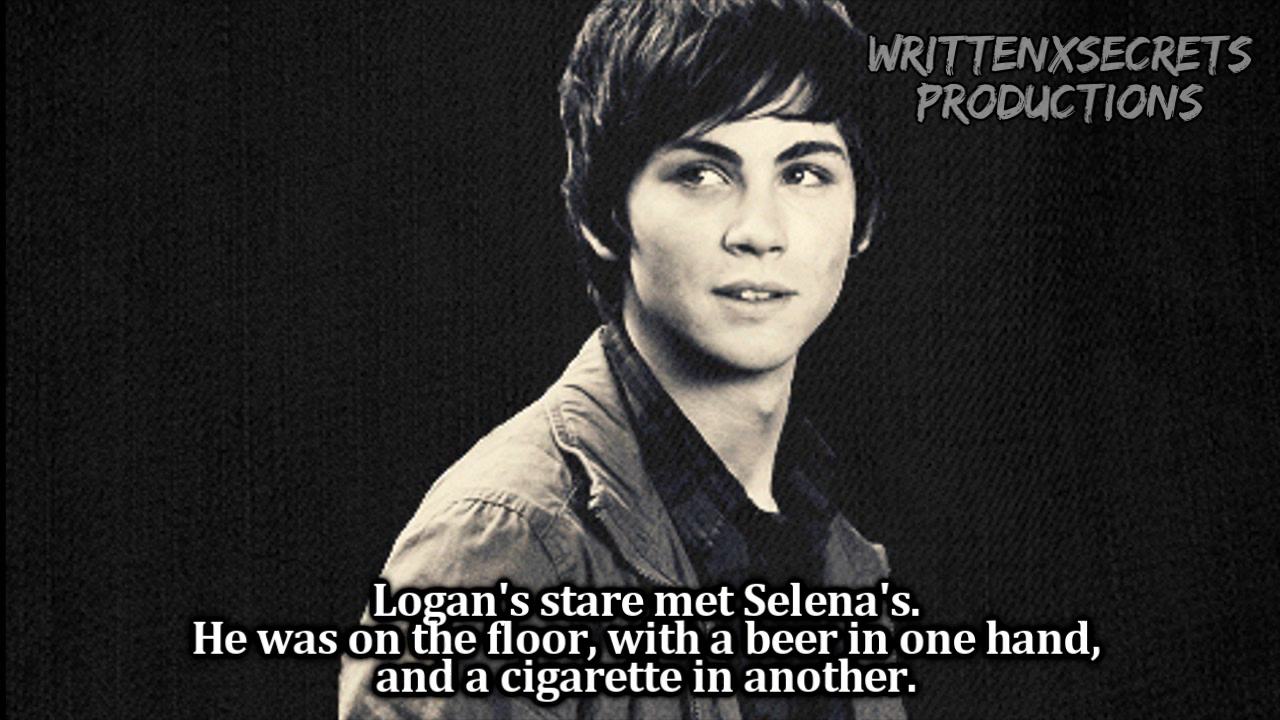 WRITTENXSECRETS
PRODUCTIONS
Logan's stare met Selena's.
He was on the floor, with a beer in one hand,
and a cigarette in another.